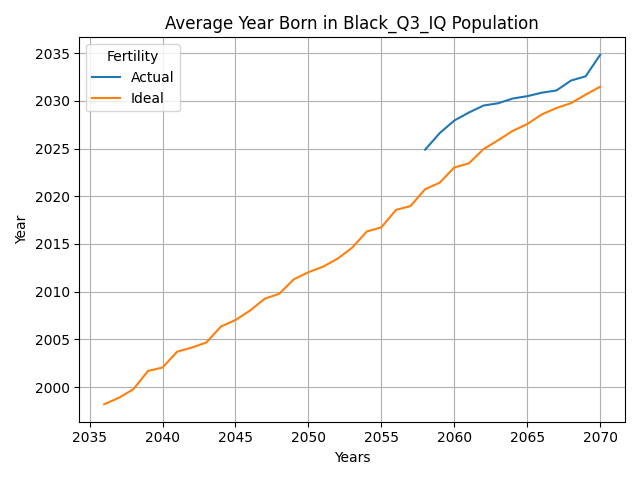 Average Year Born in Black_Q3_IQ Population
Fertility
Actual
Ideal
Year
2035
2030
2025
2020
2015
2010
2005
2000
2035 2040 2045 2050 2055 2060 2065 2070
Years